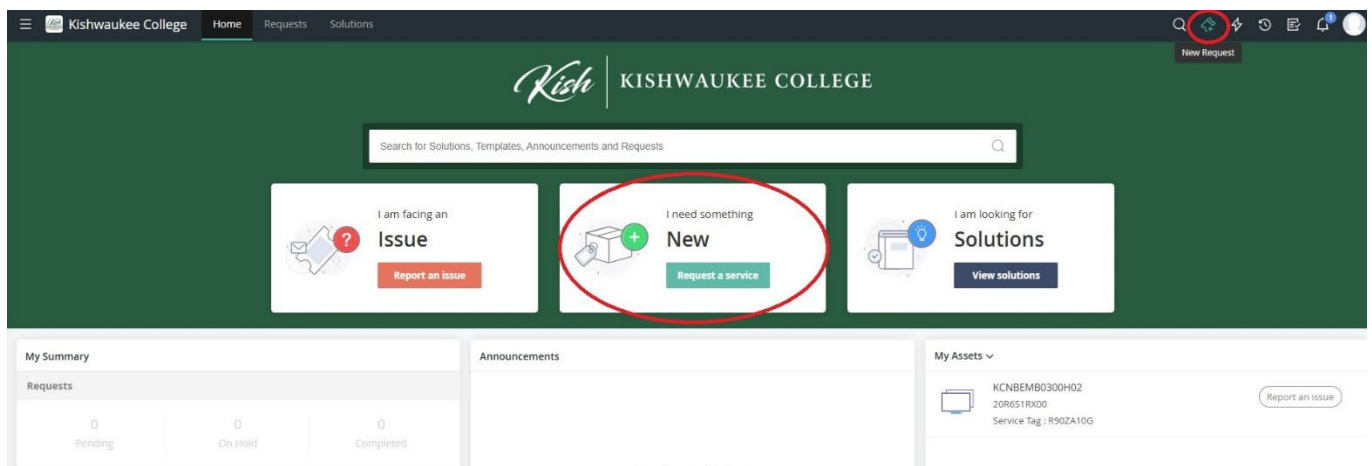 Kishwaukee College Home Requests Solutions
1
New Request
Kish KISHWAUKEE COLLEGE
Search for Solutions, Templates, Announcements and Requests
I am facing an
Issue
Report an issue
I need something
New
Request a service
I am looking for
Solutions
View solutions
My Summary
Requests
0 0 0
Pending On Hold Completed
Announcements
My Assets
KCNBEMB0300H02
20R6S1RX00
Service Tag : R90ZA10G
Report an issue